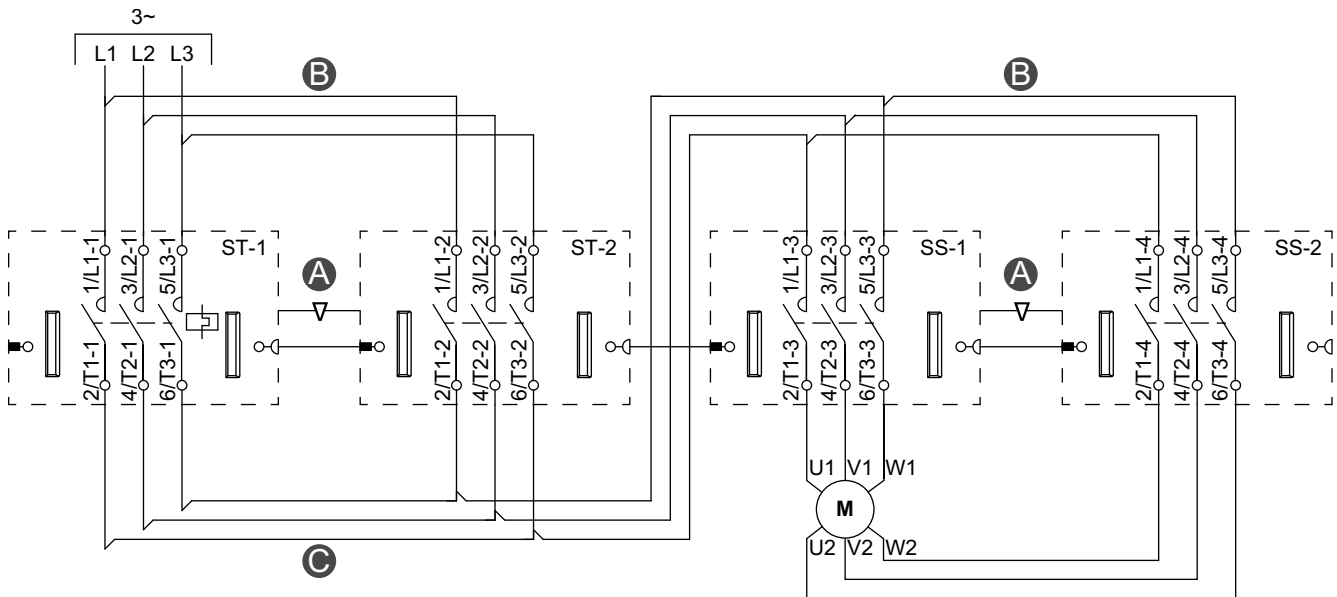 3~
L1 L2 L3
B
B
1/L1-1
3/L2-1
5/L3-1
ST-1
A
1/L1-2
3/L2-2
5/L3-2
ST-2
1/L1-3
3/L2-3
5/L3-3
SS-1
A
1/L1-4
3/L2-4
5/L3-4
SS-2
2/T1-1
4/T2-1
6/T3-1
2/T1-2
4/T2-2
6/T3-2
2/T1-3
4/T2-3
6/T3-3
2/T1-4
4/T2-4
6/T3-4
U1 V1 W1
M
U2 V2 W2
C